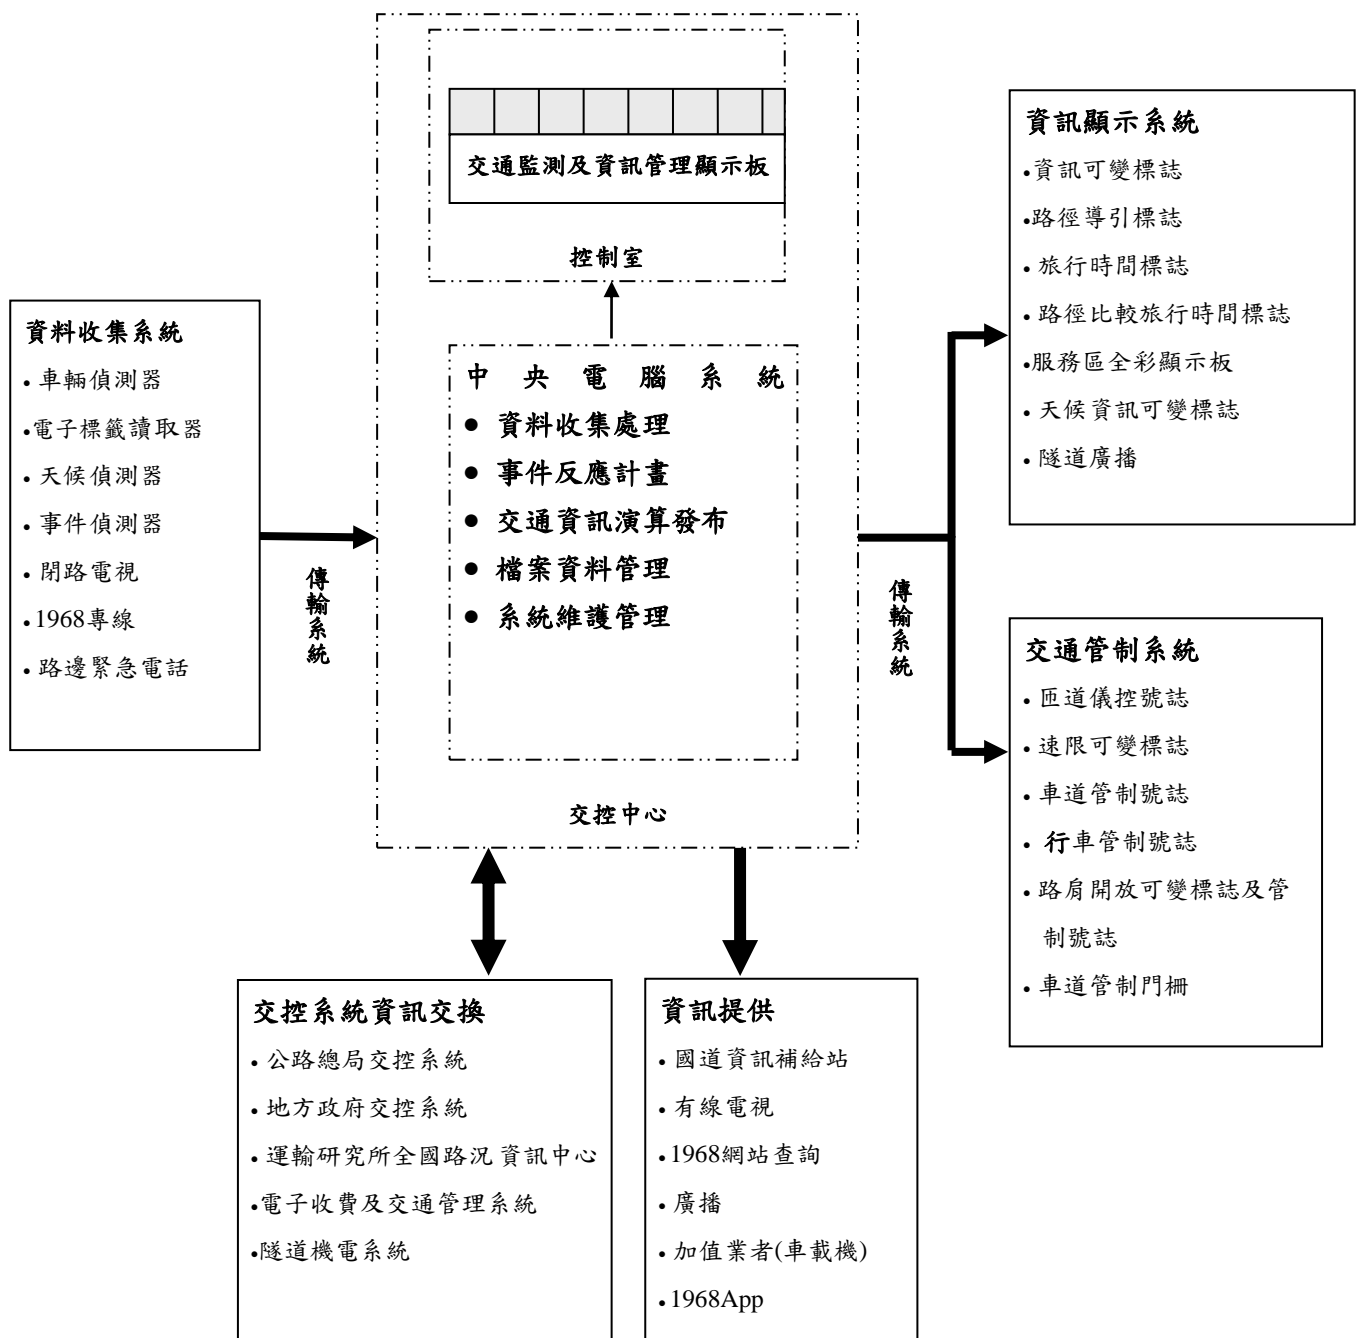 交通監測及資訊管理顯示板
控制室
中央電腦系統
● 資料收集處理
● 事件反應計畫
● 交通資訊演算發布
● 檔案資料管理
● 系統維護管理
交控中心
資料收集系統
• 車輛偵測器
•電子標籤讀取器
• 天候偵測器
• 事件偵測器
• 閉路電視
• 1968專線
• 路邊緊急電話
傳輸系統
傳輸系統
資訊顯示系統
•資訊可變標誌
•路徑導引標誌
• 旅行時間標誌
• 路徑比較旅行時間標誌
•服務區全彩顯示板
• 天候資訊可變標誌
• 隧道廣播
交通管制系統
• 匝道儀控號誌
• 速限可變標誌
• 車道管制號誌
• 行車管制號誌
• 路肩開放可變標誌及管
制號誌
• 車道管制門柵
交控系統資訊交換
• 公路總局交控系統
• 地方政府交控系統
• 運輸研究所全國路況 資訊中心
•電子收費及交通管理系統
•隧道機電系統
資訊提供
• 國道資訊補給站
• 有線電視
• 1968網站查詢
• 廣播
• 加值業者(車載機)
• 1968App